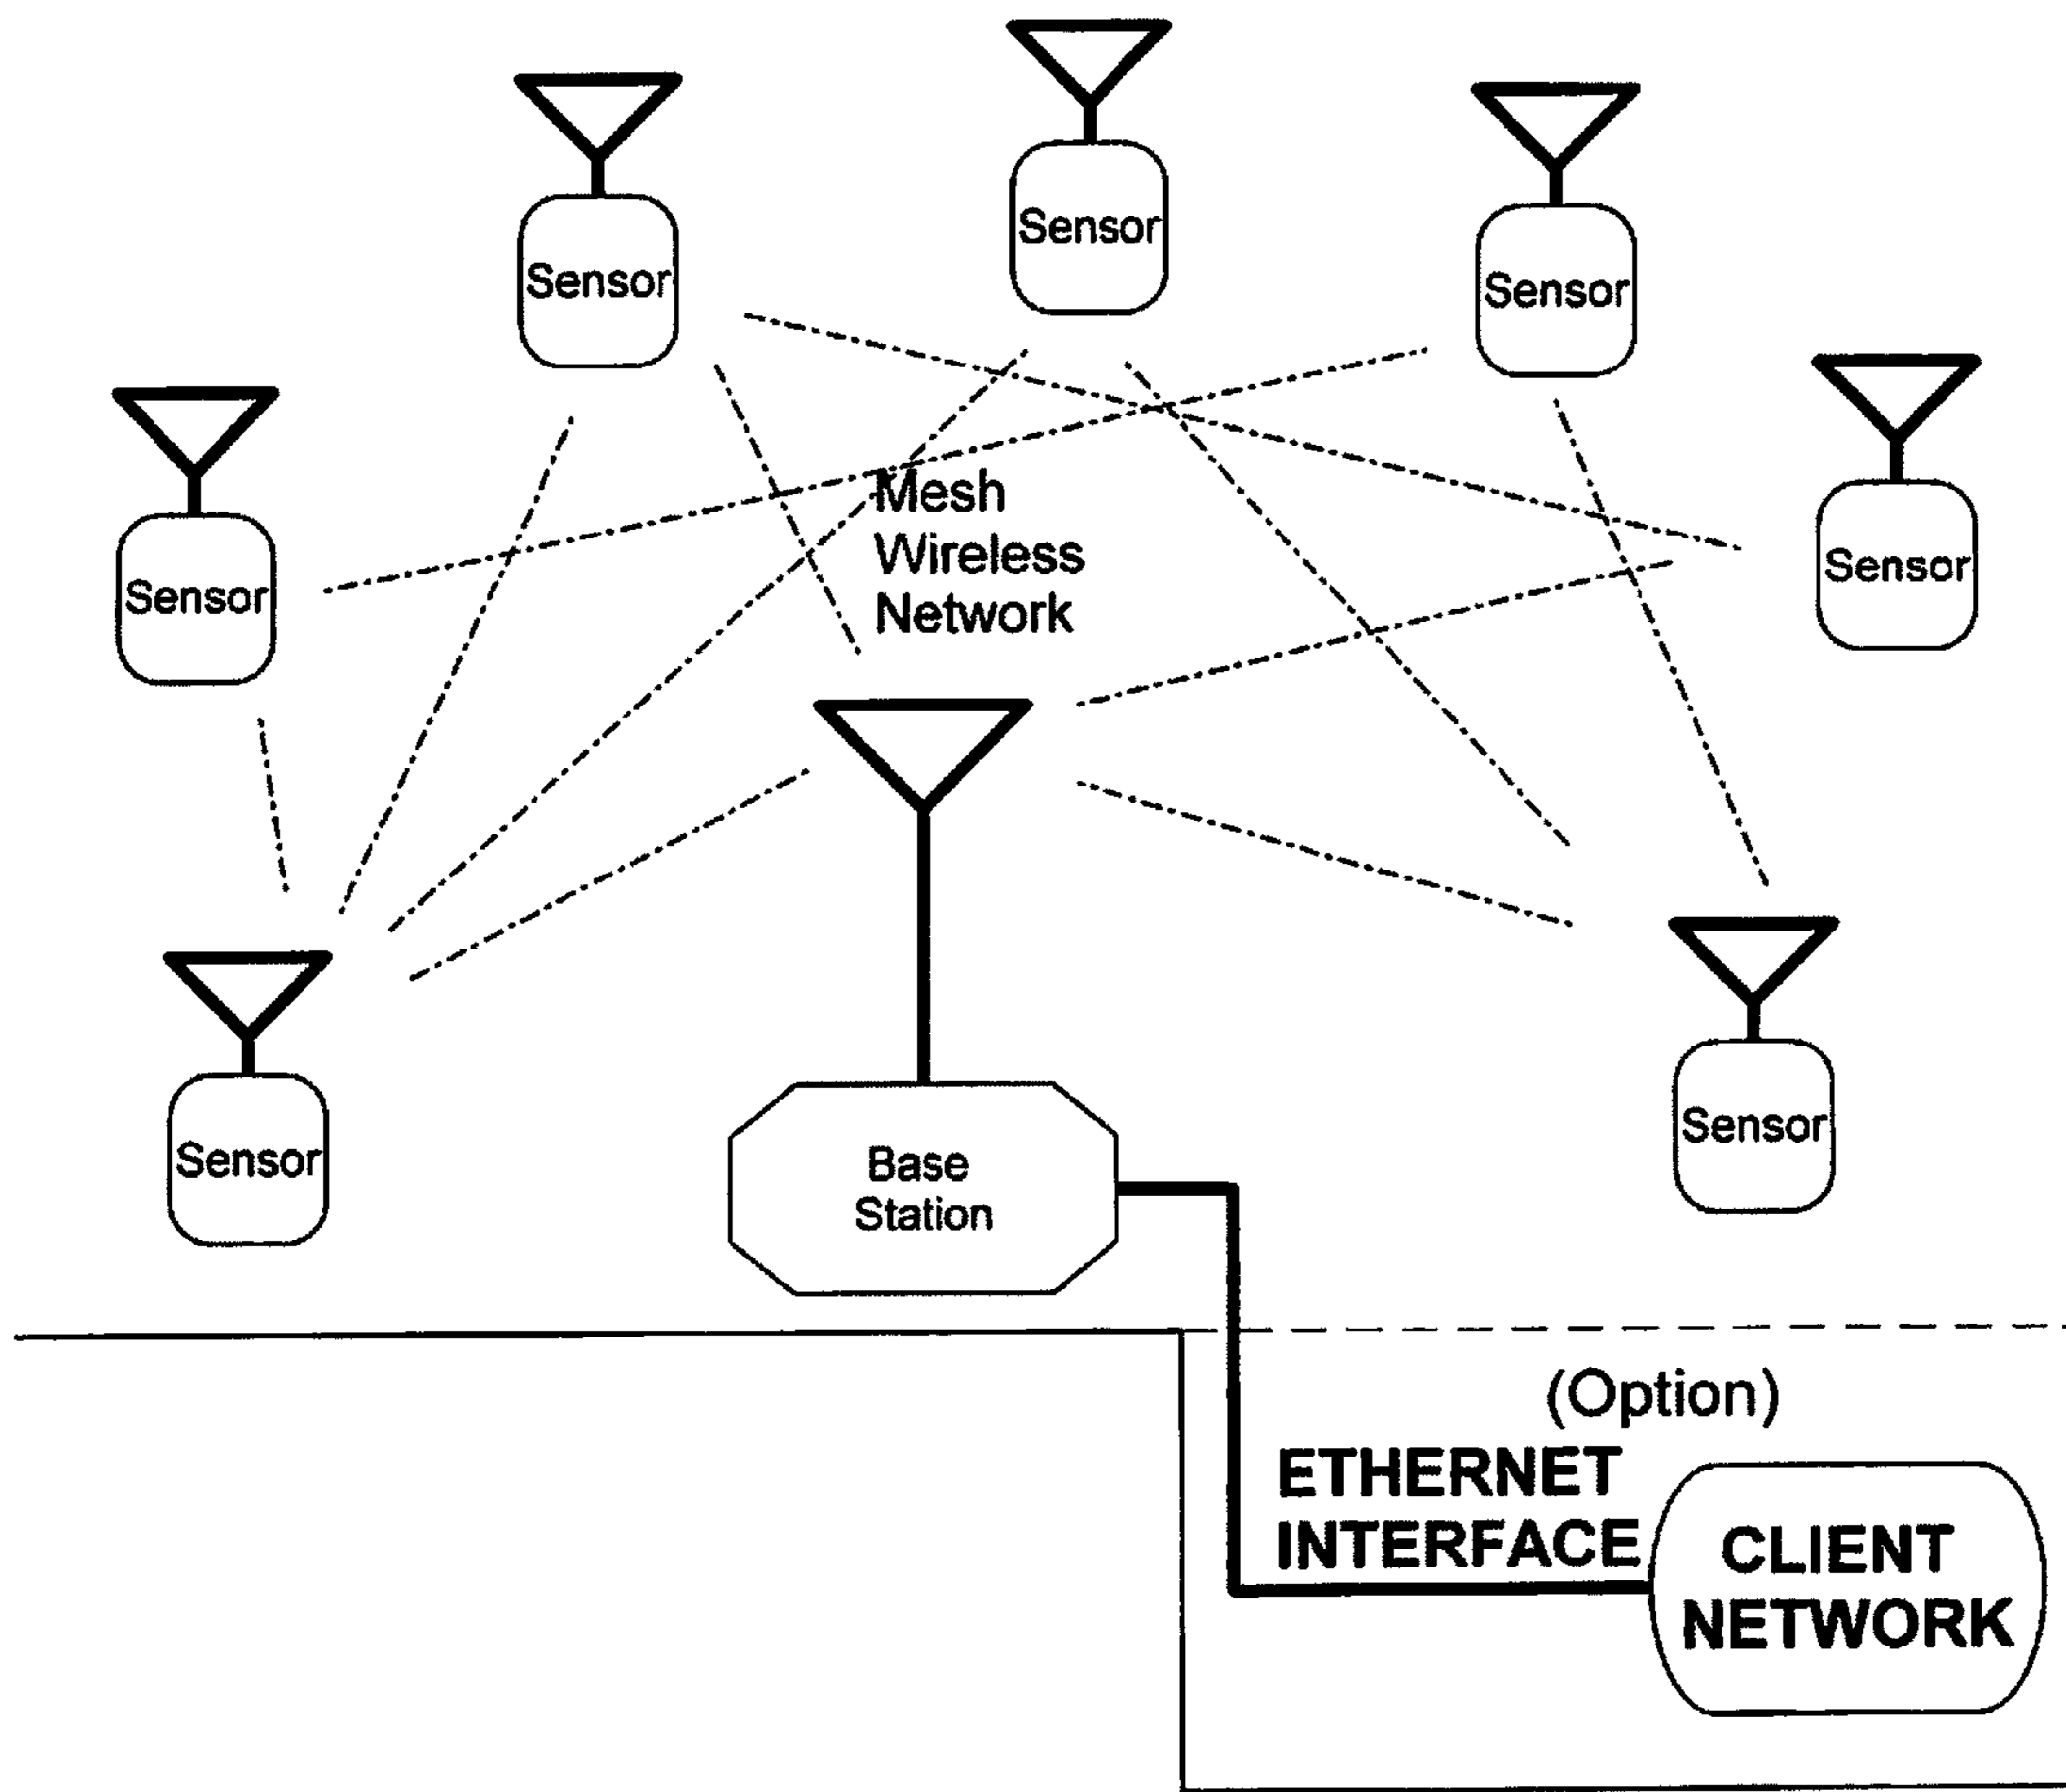 Sensor
Sensor
Sensor
Sensor
Sensor
Mesh
Wireless
Network
Sensor
Sensor
Base
Station
(Option)
ETHERNET
INTERFACE
CLIENT
NETWORK